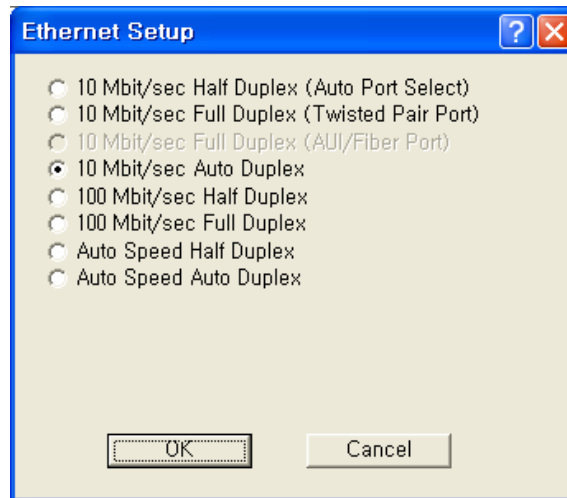 Ethernet Setup
?
10 Mbit/sec Half Duplex (Auto Port Select)
10 Mbit/sec Full Duplex (Twisted Pair Port)
10 Mbit/sec Full Duplex (AUI/Fiber Port)
10 Mbit/sec Auto Duplex
100 Mbit/sec Half Duplex
100 Mbit/sec Full Duplex
Auto Speed Half Duplex
Auto Speed Auto Duplex
OK Cancel